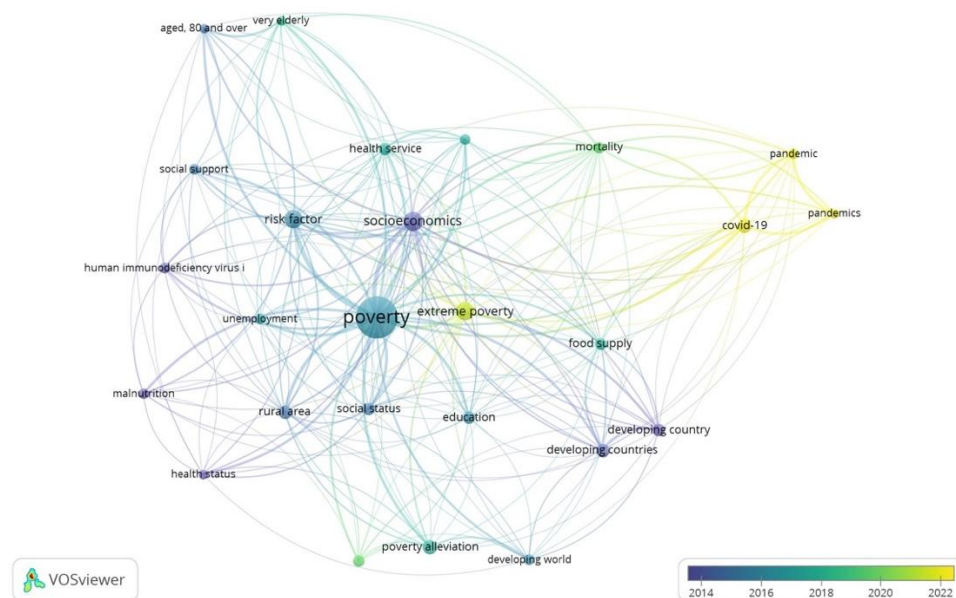 very elderly
aged, 80 and over
health service
mortality
pandemic
social support
risk factor
socioeconomics
covid-19
pandemics
human immunodeficiency virus i
unemployment
poverty
extreme poverty
food supply
malnutrition
rural area
social status
education
developing country
developing countries
health status
poverty alleviation
developing world
VOSviewer
2014 2016 2018 2020 2022